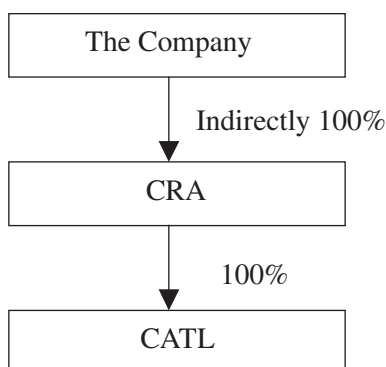 The Company
Indirectly 100%
CRA
100%
CATL